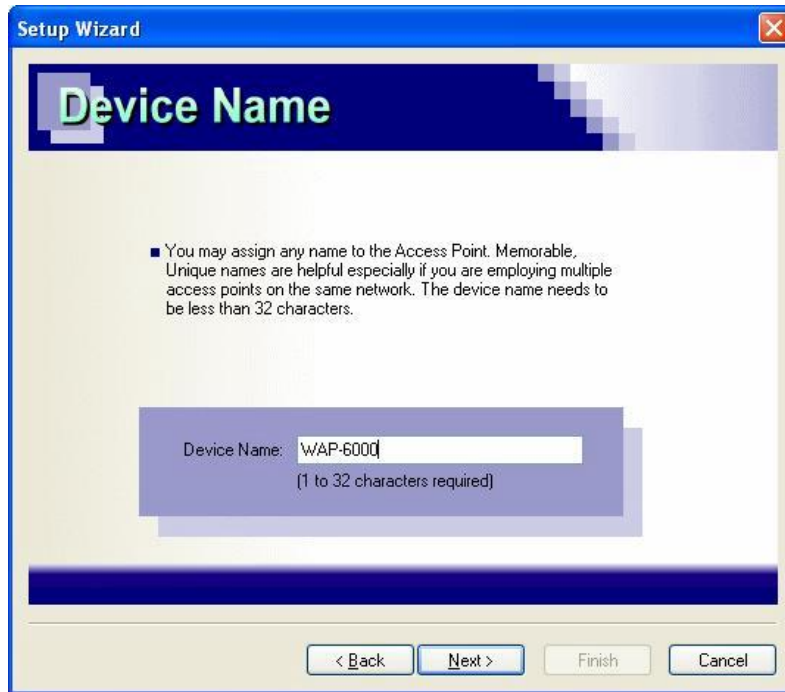 Setup Wizard
Device Name
You may assign any name to the Access Point. Memorable,
Unique names are helpful especially if you are employing multiple
access points on the same network. The device name needs to
be less than 32 characters.
Device Name: WAP-6000
(1 to 32 characters required)
< Back Next > Finish Cancel